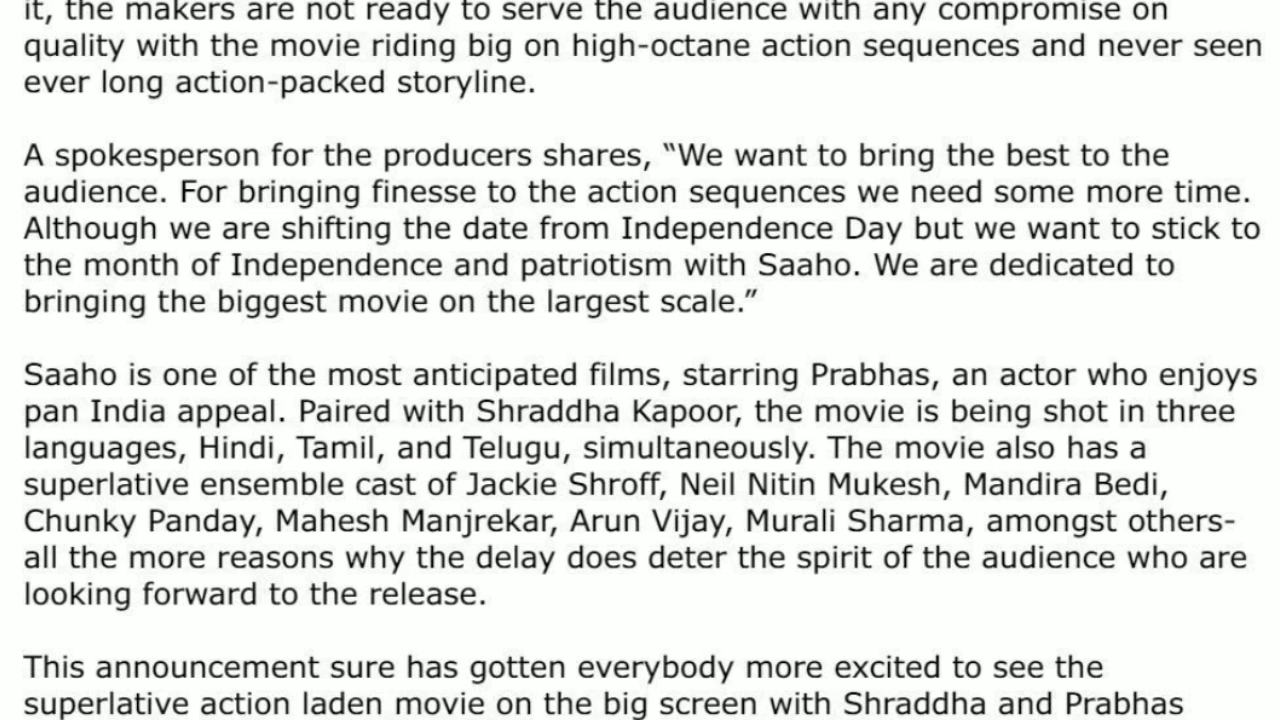 it, the makers are not ready to serve the audience with any compromise on
quality with the movie riding big on high-octane action sequences and never seen
ever long action-packed storyline.
A spokesperson for the producers shares, “We want to bring the best to the
audience. For bringing finesse to the action sequences we need some more time.
Although we are shifting the date from Independence Day but we want to stick to
the month of Independence and patriotism with Saaho. We are dedicated to
bringing the biggest movie on the largest scale.”
Saaho is one of the most anticipated films, starring Prabhas, an actor who enjoys
pan India appeal. Paired with Shraddha Kapoor, the movie is being shot in three
languages, Hindi, Tamil, and Telugu, simultaneously. The movie also has a
superlative ensemble cast of Jackie Shroff, Neil Nitin Mukesh, Mandira Bedi,
Chunky Panday, Mahesh Manjrekar, Arun Vijay, Murali Sharma, amongst others-
all the more reasons why the delay does deter the spirit of the audience who are
looking forward to the release.
This announcement sure has gotten everybody more excited to see the
superlative action laden movie on the big screen with Shraddha and Prabhas